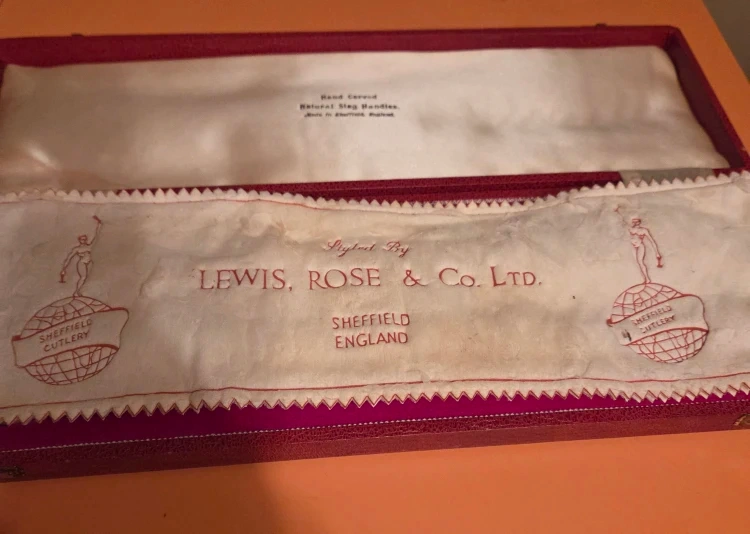 Hand Carved
Natural Stag Handles.
Made in Sheffield, England.
Styled By
LEWIS, ROSE & Co. LTD.
SHEFFIELD
ENGLAND
SHEFFIELD
CUTLERY
SHEFFIELD
CUTLERY